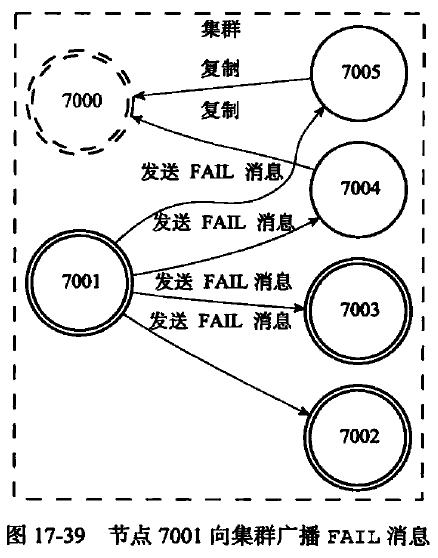 集群
7005
复制
7000
复制
发送 FAIL 消息
7004
发送 FAIL 消息
7001
发送 FAIL 消息
7003
发送 FAIL 消息
7002
图 17-39 节点 7001 向集群广播 FAIL 消息